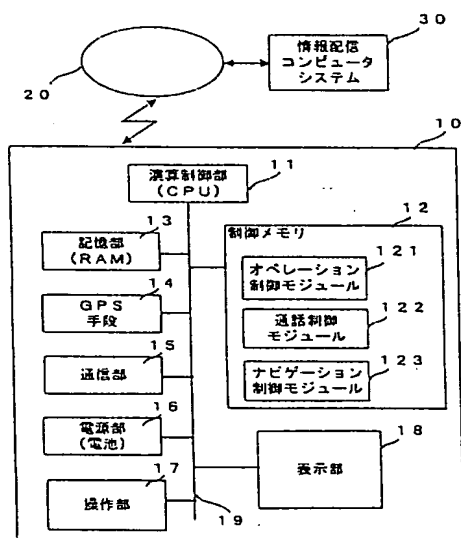 30
情報配信
コンピュータ
システム
20
10
11
演算制御部
(CPU)
13
記憶部
(RAM)
12
制御メモリ
121
オペレーション
制御モジュール
14
GPS
手段
122
通話制御
モジュール
15
通信部
123
ナビゲーション
制御モジュール
16
電源部
(電池)
18
表示部
17
操作部
19